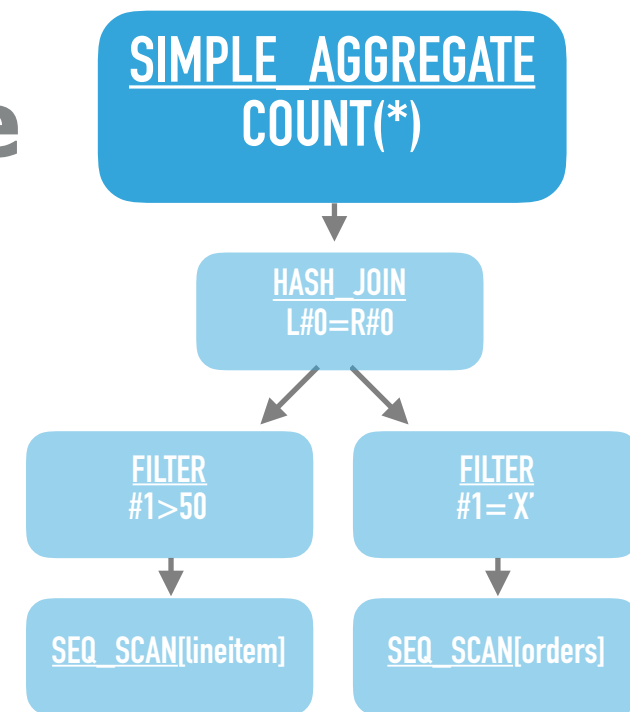 e
SIMPLE_AGGREGATE
COUNT(*)
HASH_JOIN
L#0=R#0
FILTER
#1>50
FILTER
#1=‘X’
SEQ_SCAN[lineitem]
SEQ_SCAN[orders]